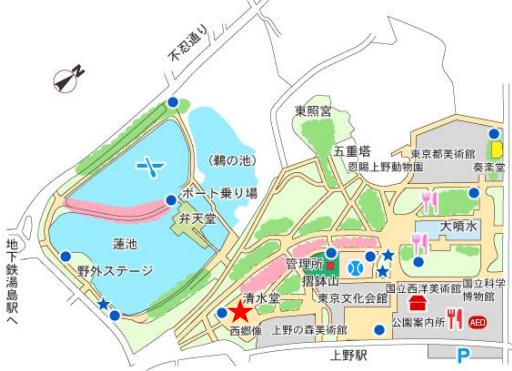 不忍通り
N
東照宮
五重塔
恩賜上野動物園
東京都美術館
奏楽堂
(鵜の池)
ボート乗り場
弁天堂
大噴水
蓮池
野外ステージ
地下鉄湯島駅へ
管理所
摺鉢山
清水堂
東京文化会館
国立西洋美術館
国立科学
博物館
西郷像
上野の森美術館
公園案内所
AED
上野駅
P